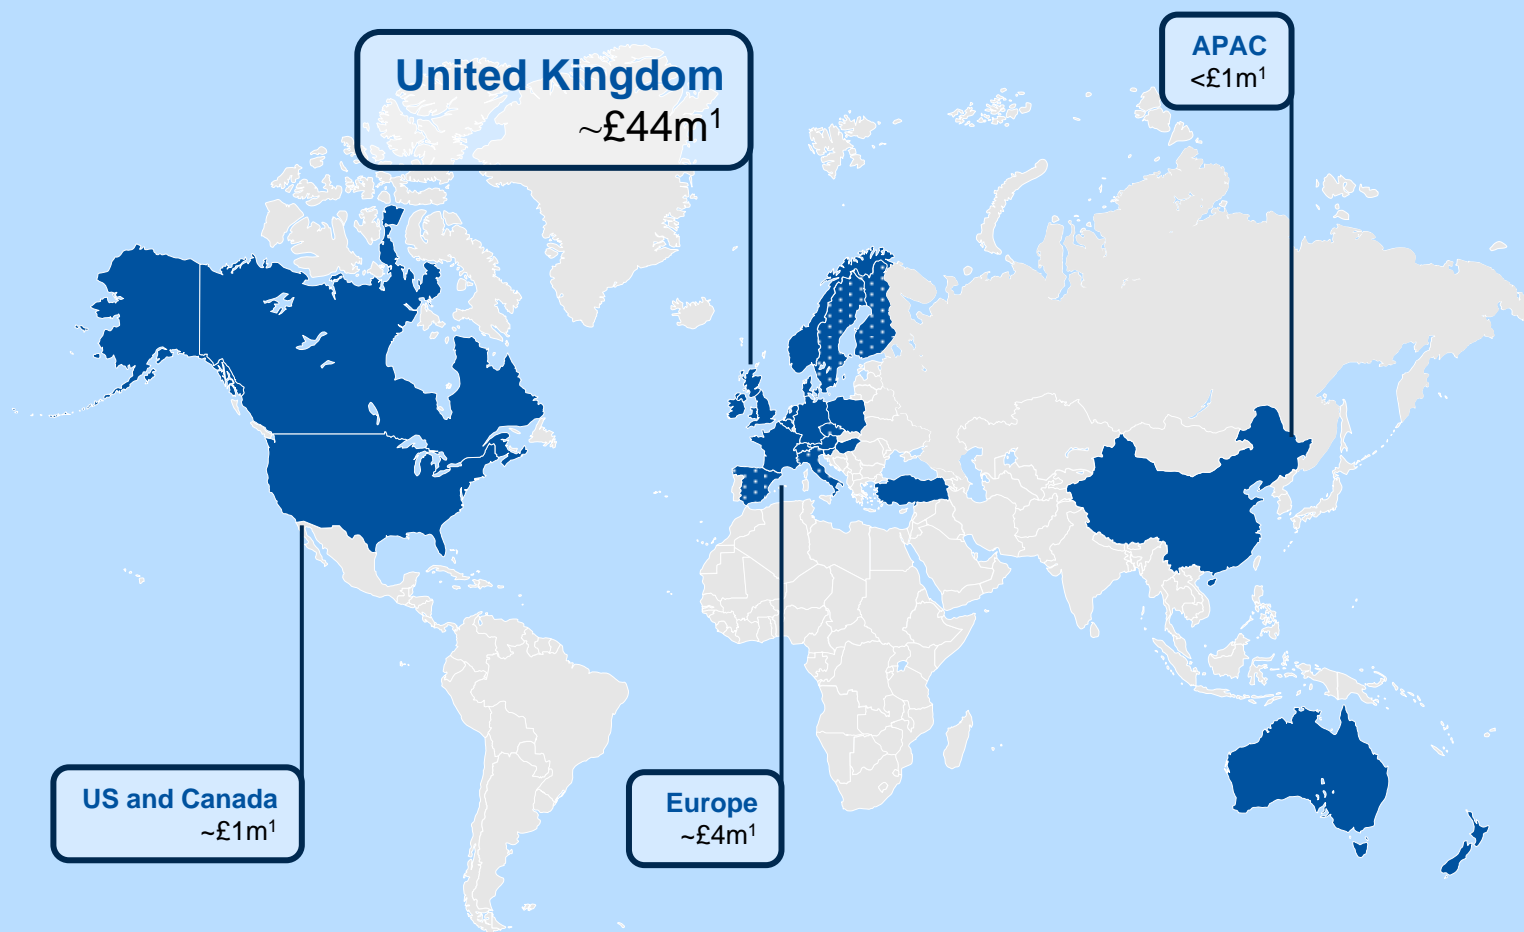 United Kingdom
~£44m¹
APAC
<£1m¹
US and Canada
~£1m¹
Europe
~£4m¹